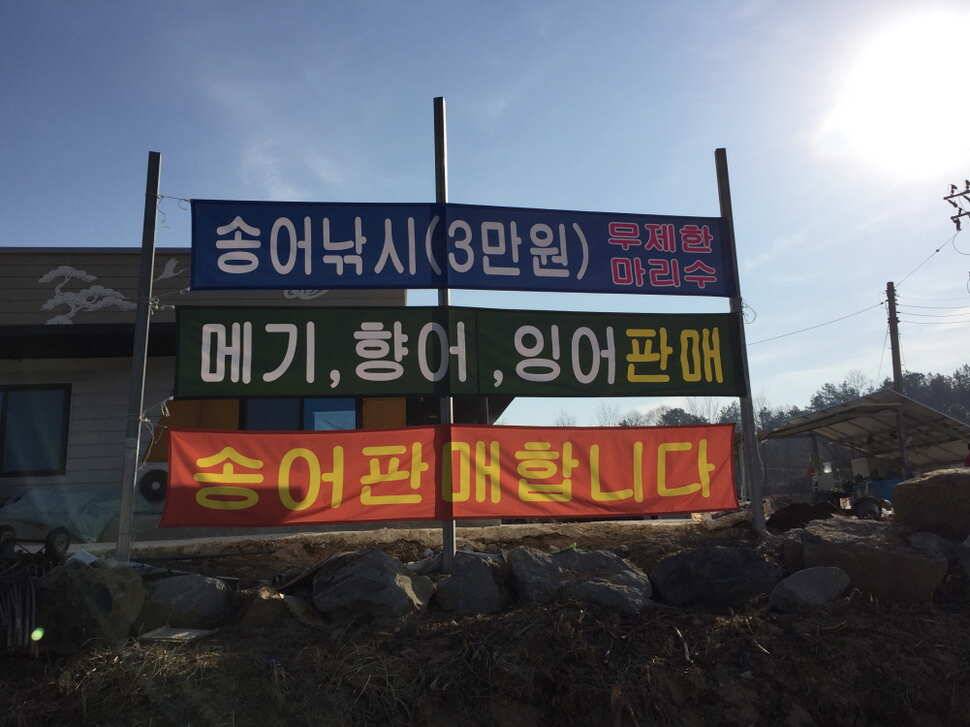 송어낚시(3만원) 무제한
마리수
메기,향어,잉어판매
송어판매합니다